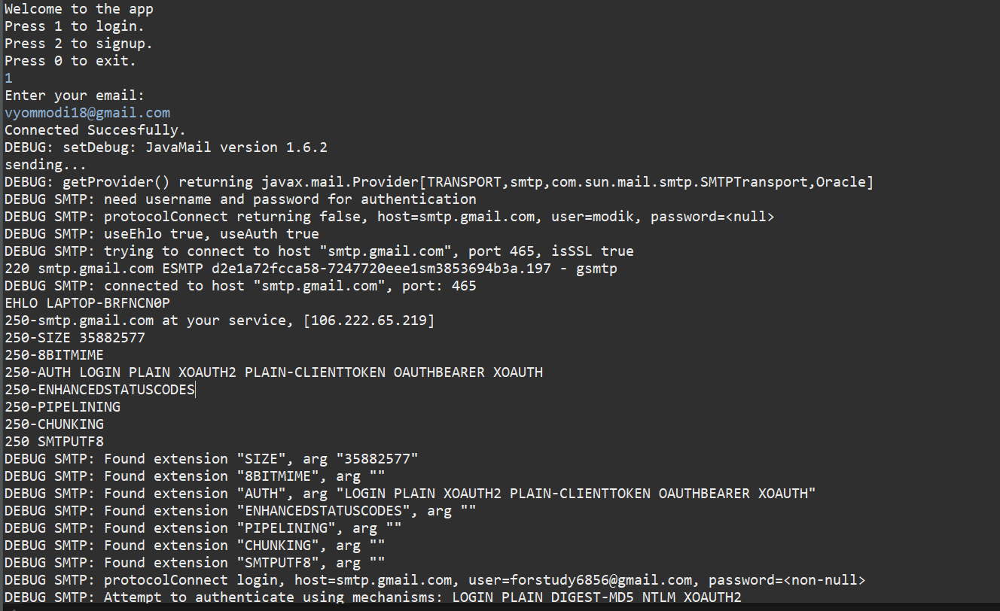 Welcome to the app
Press 1 to login.
Press 2 to signup.
Press 0 to exit.
1
Enter your email:
vyommodi18@gmail.com
Connected Succesfully.
DEBUG: setDebug: JavaMail version 1.6.2
sending...
DEBUG: getProvider() returning javax.mail.Provider[TRANSPORT,smtp,com.sun.mail.smtp.SMTPTransport,Oracle]
DEBUG SMTP: need username and password for authentication
DEBUG SMTP: protocolConnect returning false, host=smtp.gmail.com, user=modik, password=<null>
DEBUG SMTP: useEhlo true, useAuth true
DEBUG SMTP: trying to connect to host "smtp.gmail.com", port 465, isSSL true
220 smtp.gmail.com ESMTP d2e1a72fcca58-7247720eee1sm3853694b3a.197 - gsmtp
DEBUG SMTP: connected to host "smtp.gmail.com", port: 465
EHLO LAPTOP-BRFNCN0P
250-smtp.gmail.com at your service, [106.222.65.219]
250-SIZE 35882577
250-8BITMIME
250-AUTH LOGIN PLAIN XOAUTH2 PLAIN-CLIENTTOKEN OAUTHBEARER XOAUTH
250-ENHANCEDSTATUSCODES
250-PIPELINING
250-CHUNKING
250 SMTPUTF8
DEBUG SMTP: Found extension "SIZE", arg "35882577"
DEBUG SMTP: Found extension "8BITMIME", arg ""
DEBUG SMTP: Found extension "AUTH", arg "LOGIN PLAIN XOAUTH2 PLAIN-CLIENTTOKEN OAUTHBEARER XOAUTH"
DEBUG SMTP: Found extension "ENHANCEDSTATUSCODES", arg ""
DEBUG SMTP: Found extension "PIPELINING", arg ""
DEBUG SMTP: Found extension "CHUNKING", arg ""
DEBUG SMTP: Found extension "SMTPUTF8", arg ""
DEBUG SMTP: protocolConnect login, host=smtp.gmail.com, user=forstudy6856@gmail.com, password=<non-null>
DEBUG SMTP: Attempt to authenticate using mechanisms: LOGIN PLAIN DIGEST-MD5 NTLM XOAUTH2